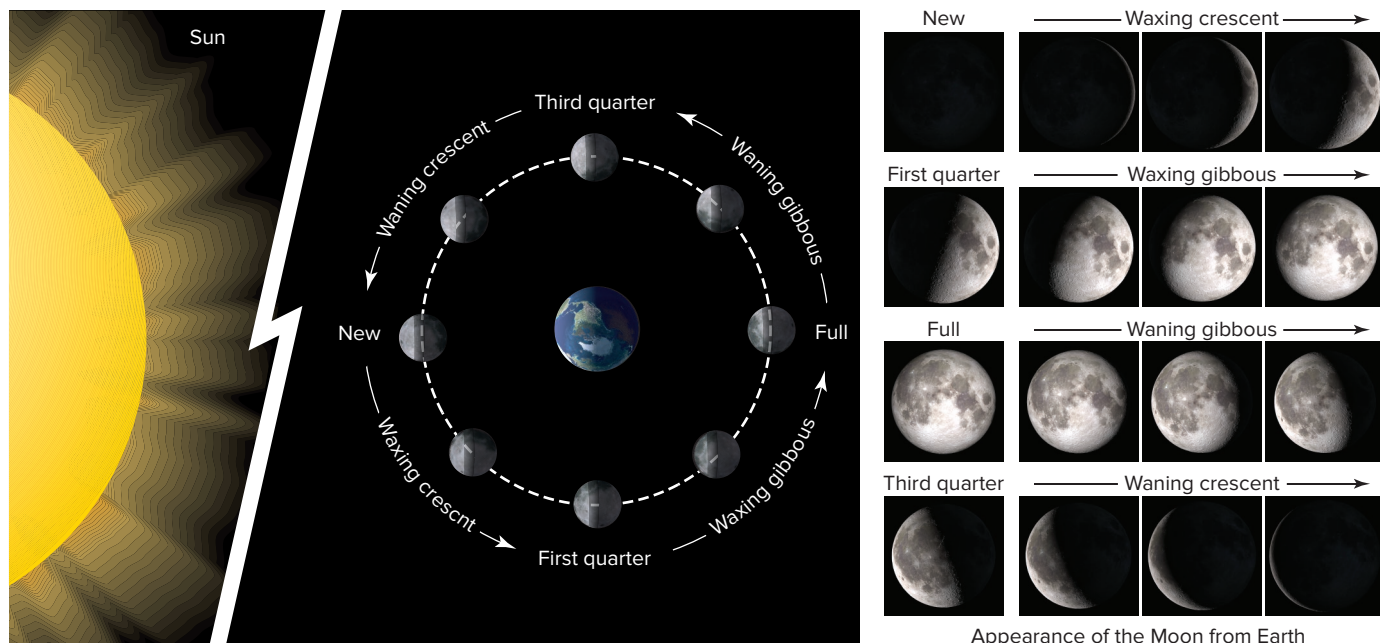 Sun
Third quarter
Waning crescent
Waning gibbous
New
Full
Waxing crescnt
Waxing gibbous
First quarter
New
Waxing crescent
First quarter
Waxing gibbous
Full
Waning gibbous
Third quarter
Waning crescent
Appearance of the Moon from Earth